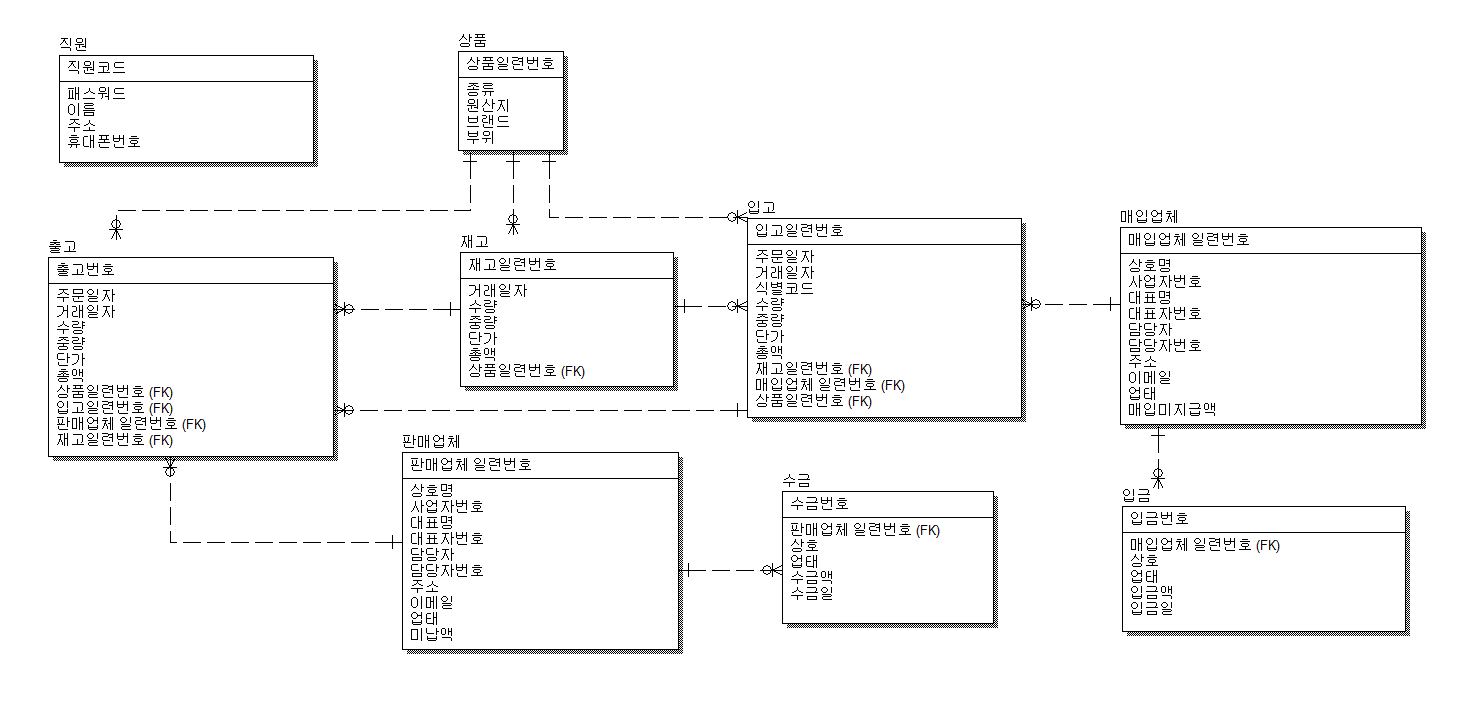 직원
직원코드
패스워드
이름
주소
휴대폰번호
상품
상품일련번호
종류
원산지
브랜드
부위
출고
출고번호
주문일자
거래일자
수량
중량
단가
총액
상품일련번호 (FK)
입고일련번호 (FK)
판매업체 일련번호 (FK)
재고일련번호 (FK)
재고
재고일련번호
거래일자
수량
중량
단가
총액
상품일련번호 (FK)
입고
입고일련번호
주문일자
거래일자
식별코드
수량
중량
단가
총액
재고일련번호 (FK)
매입업체 일련번호 (FK)
상품일련번호 (FK)
매입업체
매입업체 일련번호
상호명
사업자번호
대표명
대표자번호
담당자
담당자번호
주소
이메일
업태
매입미지급액
판매업체
판매업체 일련번호
상호명
사업자번호
대표명
대표자번호
담당자
담당자번호
주소
이메일
업태
미납액
수금
수금번호
판매업체 일련번호 (FK)
상호
업태
수금액
수금일
입금
입금번호
매입업체 일련번호 (FK)
상호
업태
입금액
입금일